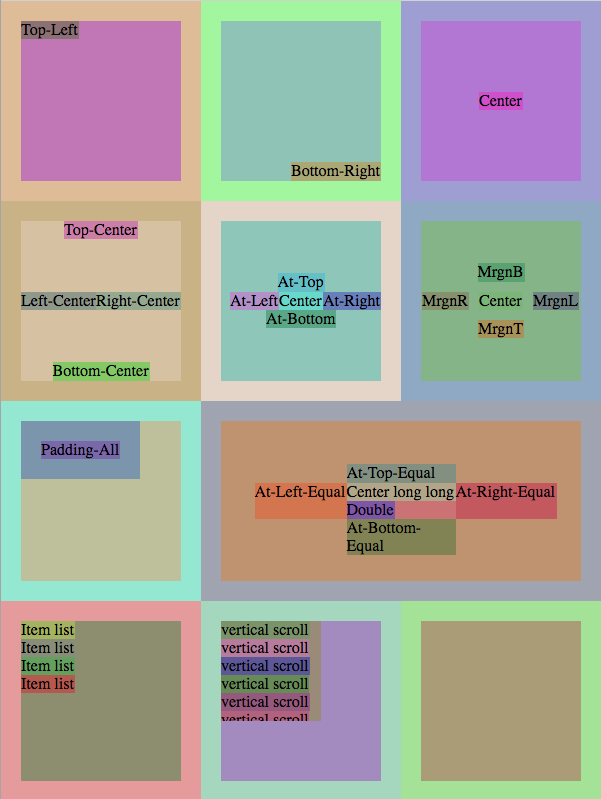 Top-Left
Bottom-Right
Center
Top-Center
Left-Center Right-Center
Bottom-Center
At-Top
At-Left Center At-Right
At-Bottom
MrgnB
MrgnR Center MrgnL
MrgnT
Padding-All
At-Top-Equal
At-Left-Equal Center long long At-Right-Equal
Double
At-Bottom-
Equal
Item list
Item list
Item list
Item list
vertical scroll
vertical scroll
vertical scroll
vertical scroll
vertical scroll
vertical scroll